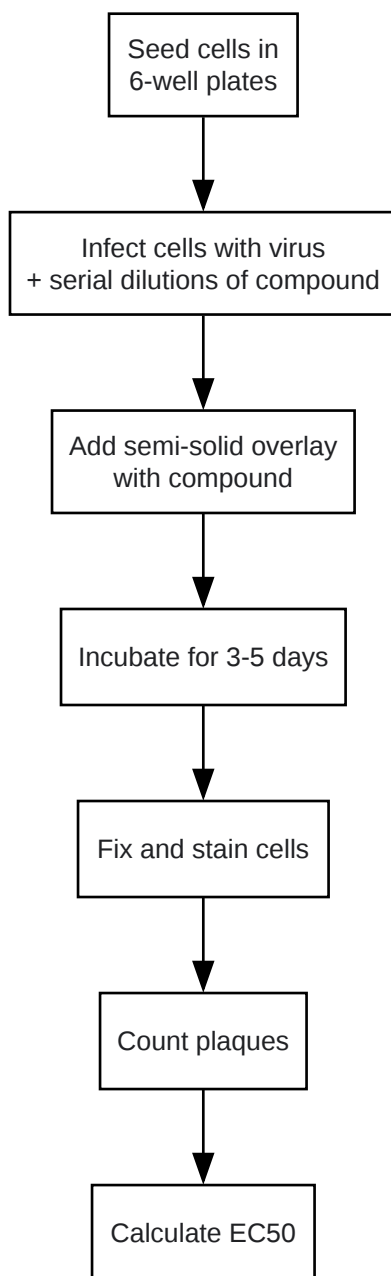 Seed cells in
6-well plates
Infect cells with virus
+ serial dilutions of compound
Add semi-solid overlay
with compound
Incubate for 3-5 days
Fix and stain cells
Count plaques
Calculate EC50